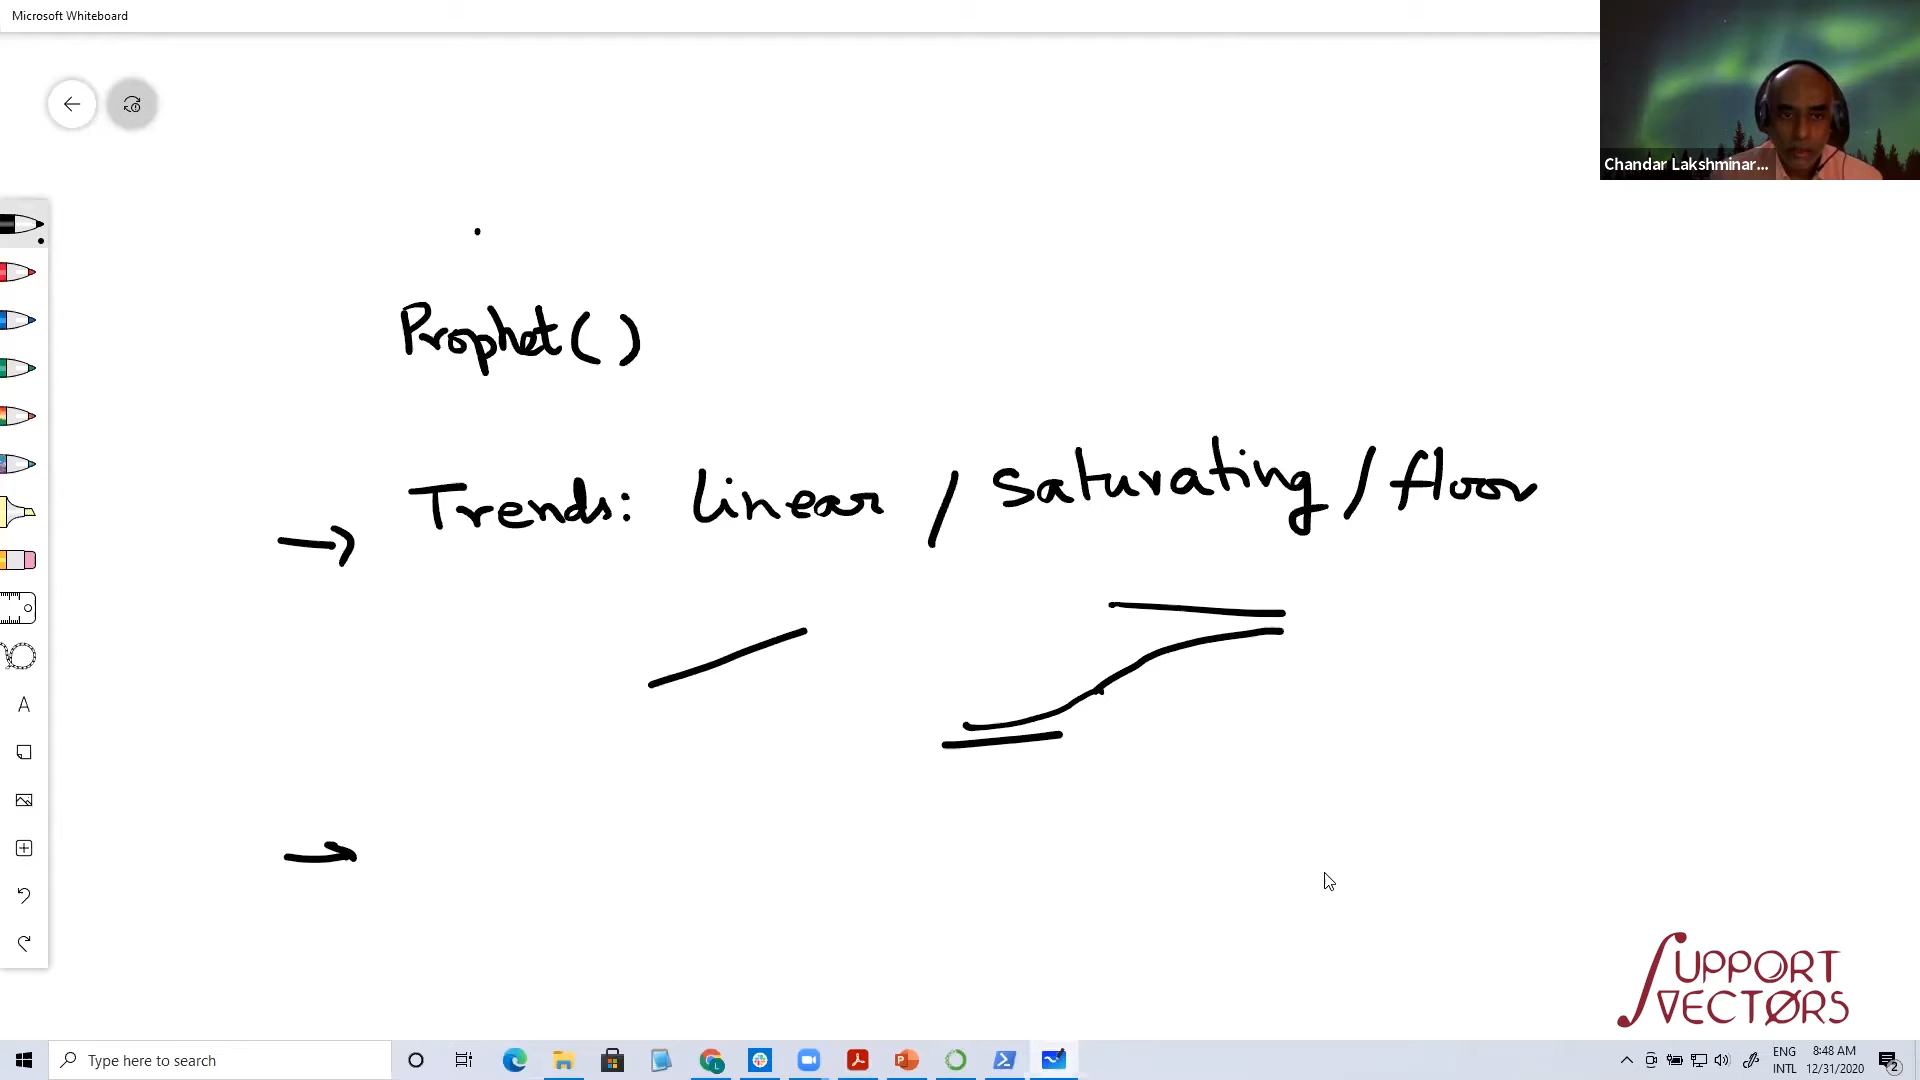 Microsoft Whiteboard
Chandar Lakshminar...
Prophet()
Trends: linear / saturating / floor
A
SUPPORT
VECTORS
Type here to search
ENG
INTL
8:48 AM
12/31/2020
2